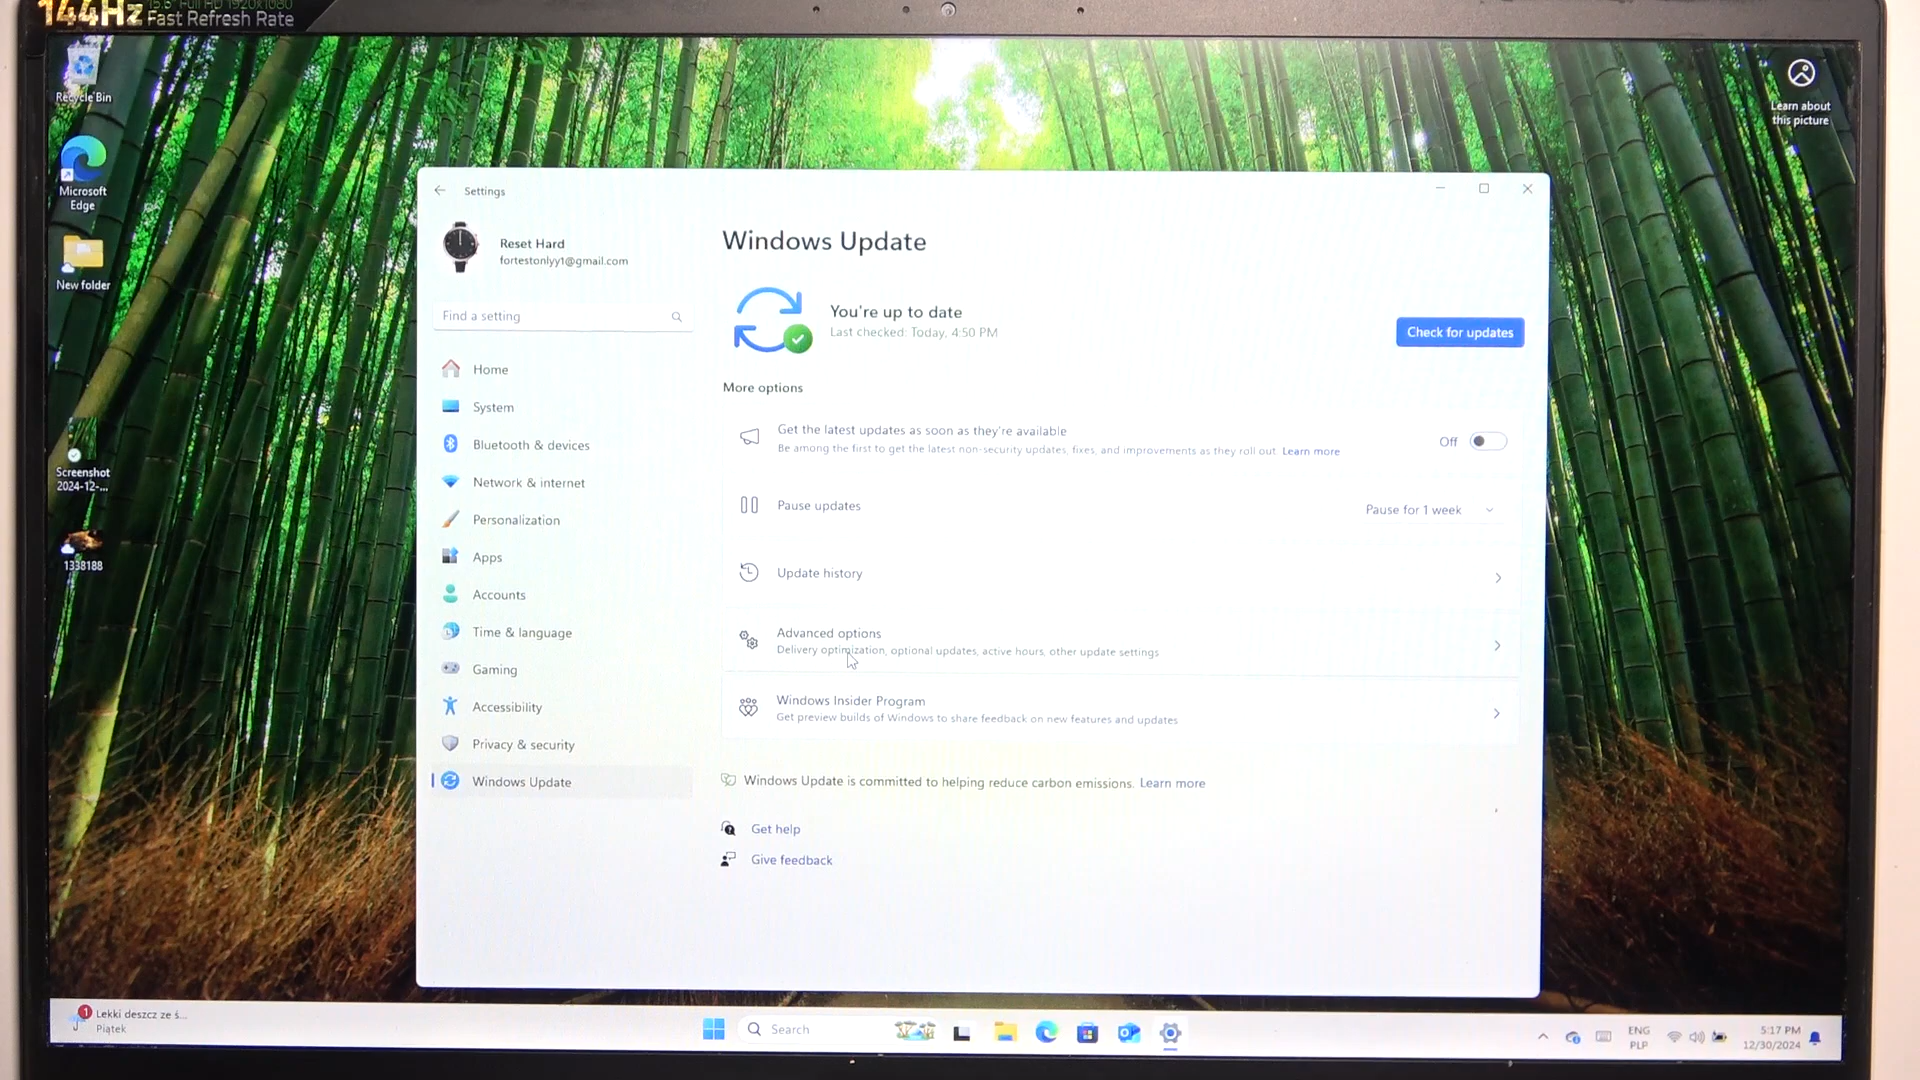 144Hz
15.6" Full HD 1920x1080
Fast Refresh Rate
Recycle Bin
Microsoft
Edge
New folder
Screenshot
2024-12-...
1338188
Learn about
this picture
Settings
Reset Hard
fortestonlyy1@gmail.com
Find a setting
Home
System
Bluetooth & devices
Network & internet
Personalization
Apps
Accounts
Time & language
Gaming
Accessibility
Privacy & security
Windows Update
Windows Update
You're up to date
Last checked: Today, 4:50 PM
Check for updates
More options
Get the latest updates as soon as they're available
Be among the first to get the latest non-security updates, fixes, and improvements as they roll out Learn more
Off
Pause updates
Pause for 1 week
Update history
Advanced options
Delivery optimization, optional updates, active hours, other update settings
Windows Insider Program
Get preview builds of Windows to share feedback on new features and updates
Windows Update is committed to helping reduce carbon emissions. Learn more
Get help
Give feedback
1
Lekki deszcz ze ś...
Piątek
Search
ENG
PLP
5:17 PM
12/30/2024